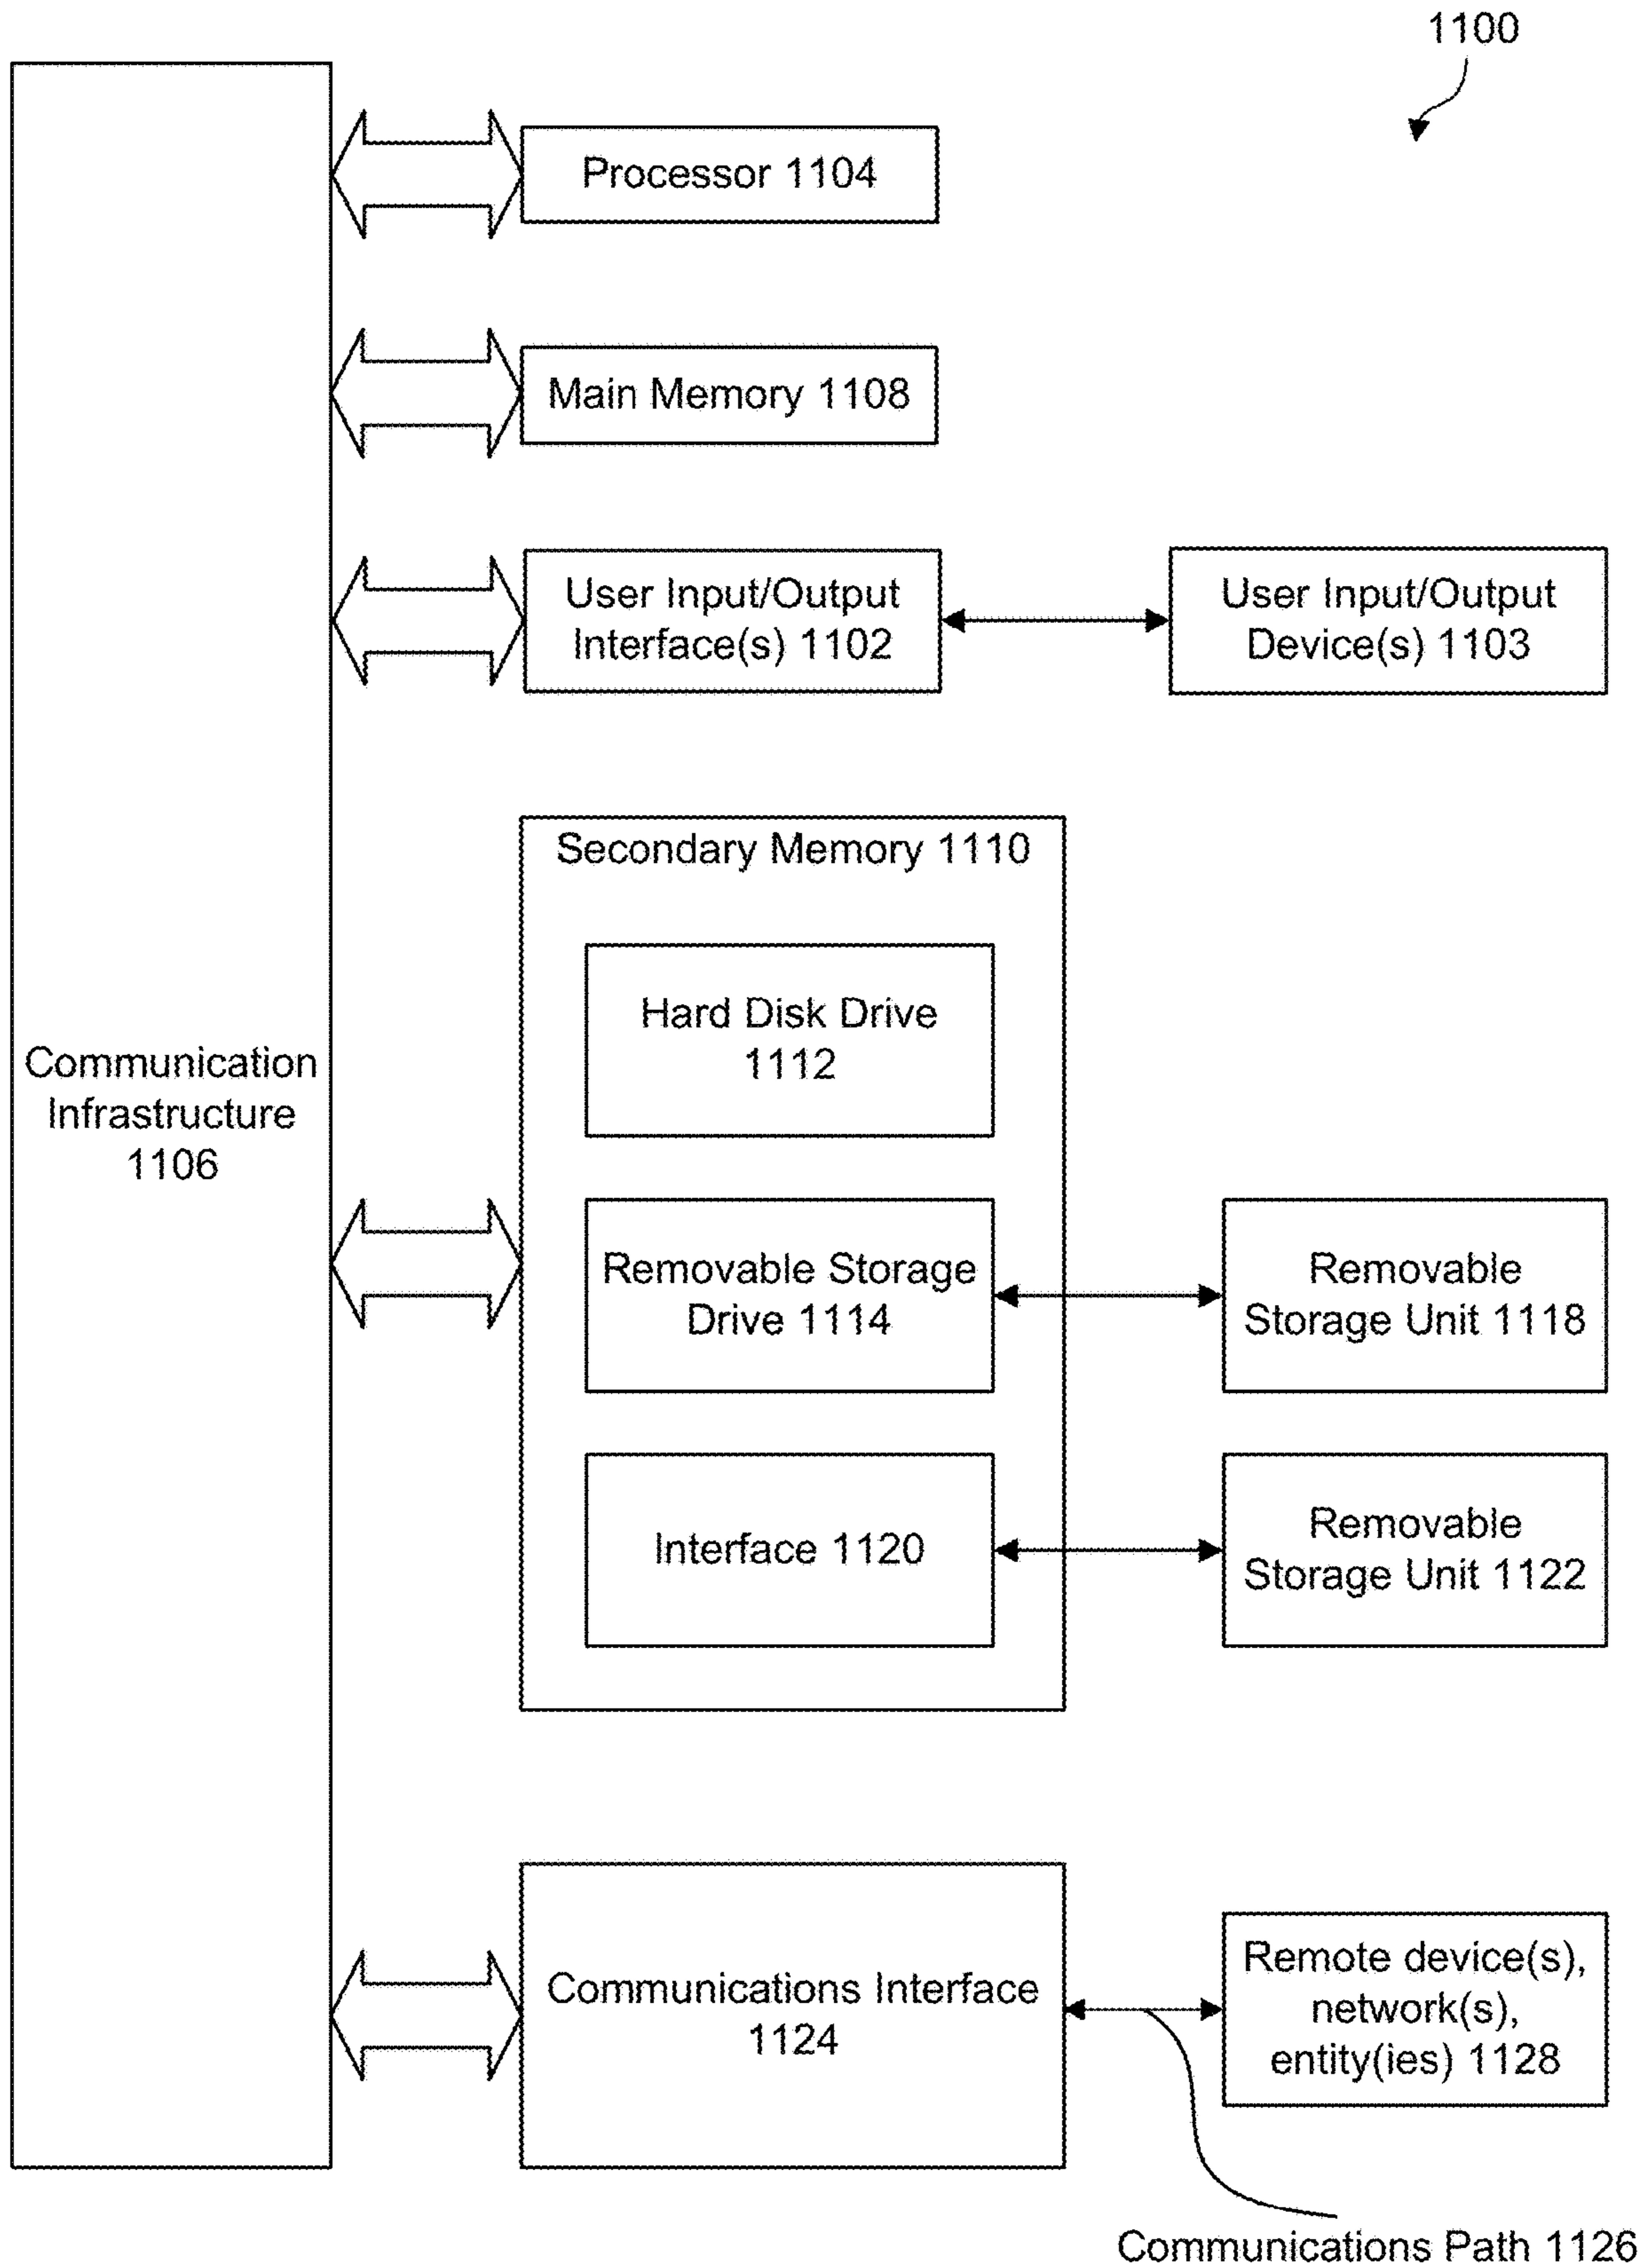 1100
Processor 1104
Main Memory 1108
User Input/Output
Interface(s) 1102
User Input/Output
Device(s) 1103
Secondary Memory 1110
Hard Disk Drive
1112
Communication
Infrastructure
1106
Removable Storage
Drive 1114
Removable
Storage Unit 1118
Interface 1120
Removable
Storage Unit 1122
Communications Interface
1124
Remote device(s),
network(s),
entity(ies) 1128
Communications Path 1126